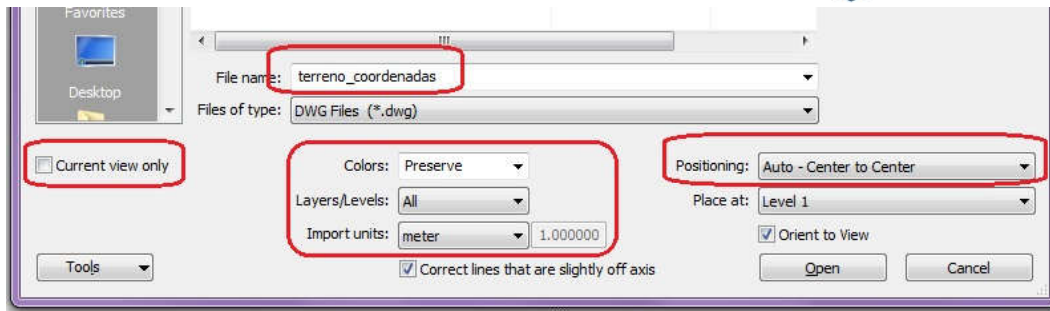 Favorites
Desktop
File name: terreno_coordenadas
Files of type: DWG Files (*.dwg)
Current view only
Colors: Preserve
Positioning: Auto - Center to Center
Layers/Levels: All
Place at: Level 1
Import units: meter 1.000000
Orient to View
Correct lines that are slightly off axis
Tools
Open
Cancel